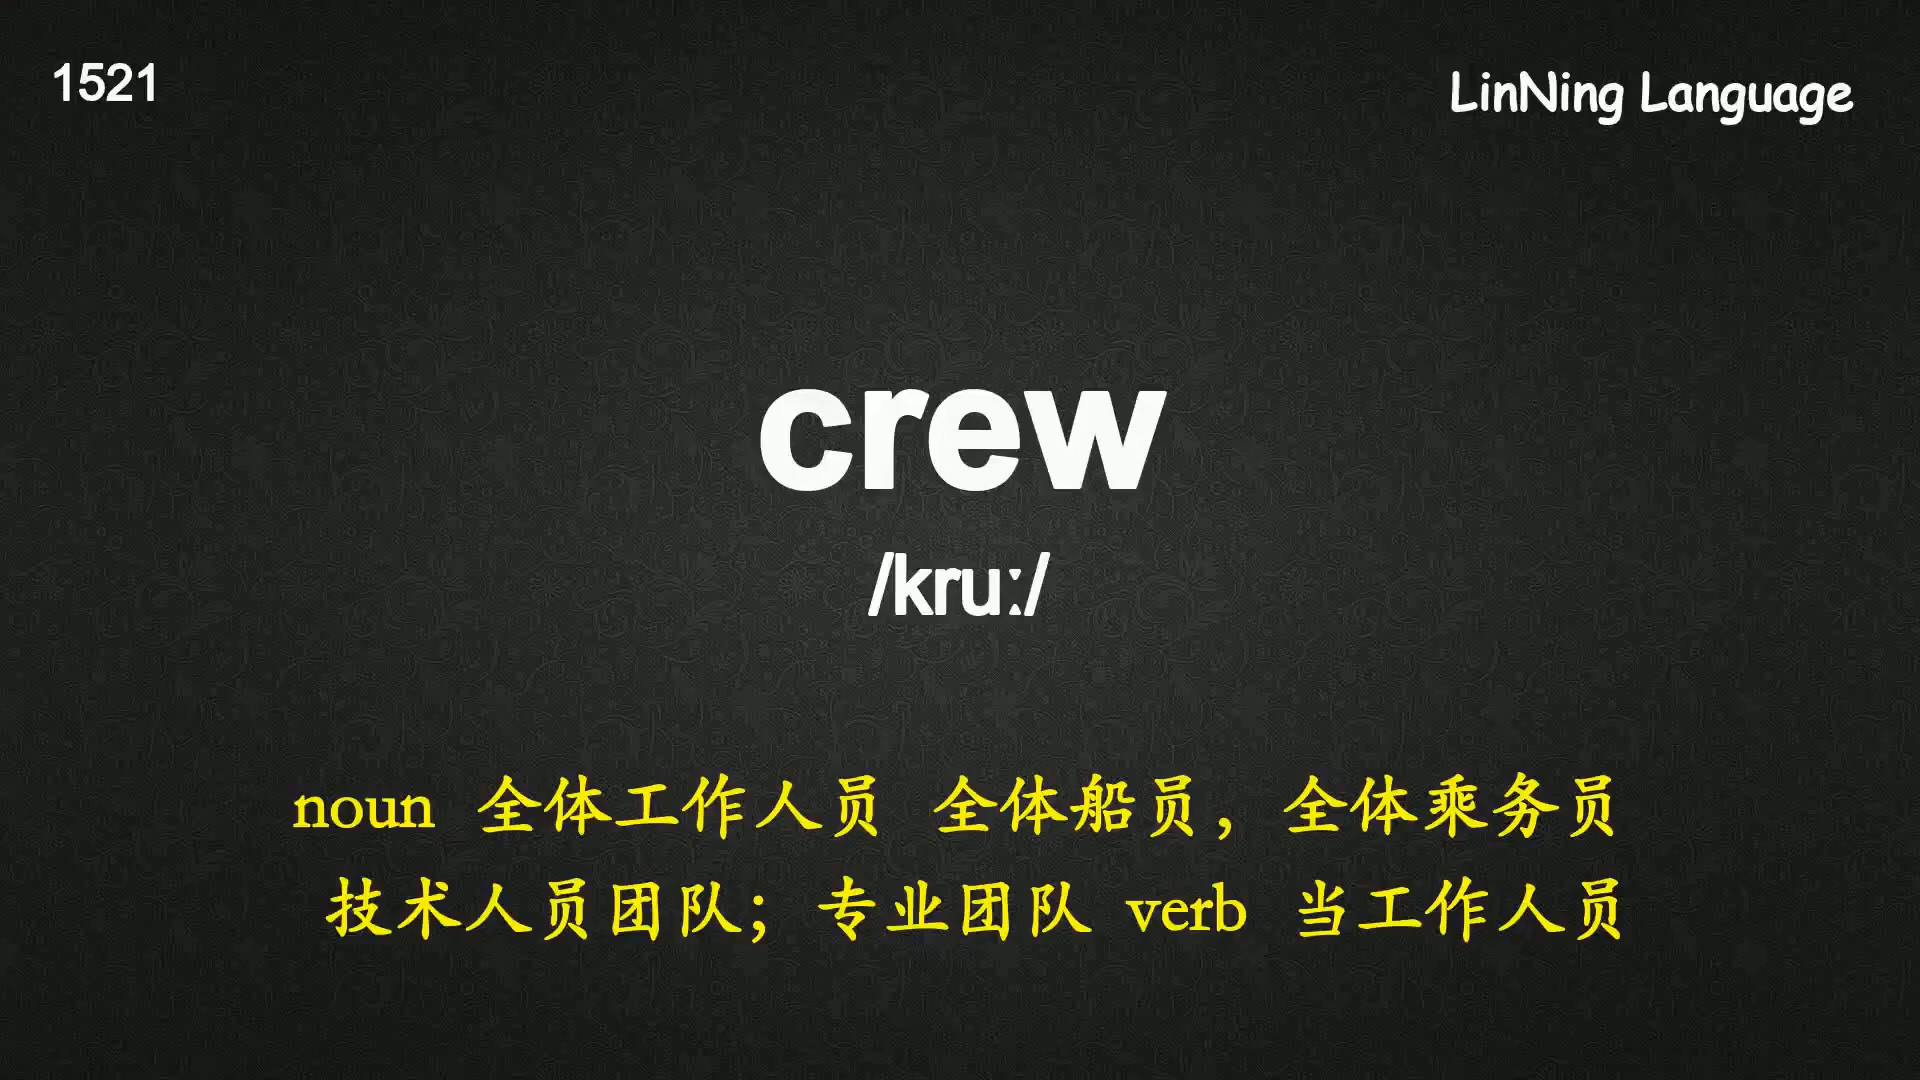 1521
LinNing Language
crew
/kruː/
noun 全体工作人员 全体船员，全体乘务员
技术人员团队；专业团队 verb 当工作人员